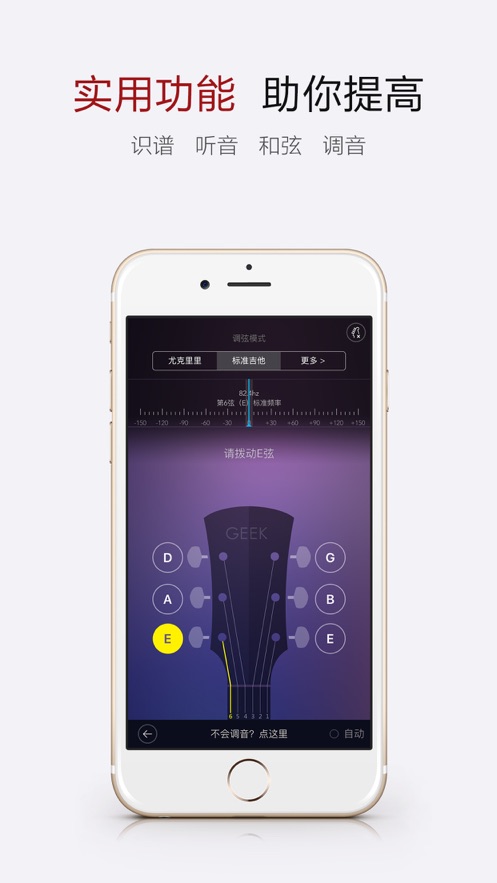 实用功能 助你提高
识谱 听音 和弦 调音
调弦模式
尤克里里 标准吉他 更多 >
82.4hz
第6弦（E）标准频率
-150 -120 -90 -60 -30 0 +30 +60 +90 +120 +150
请拨动E弦
GEEK
D G
A B
E E
6 5 4 3 2 1
不会调音？点这里 自动